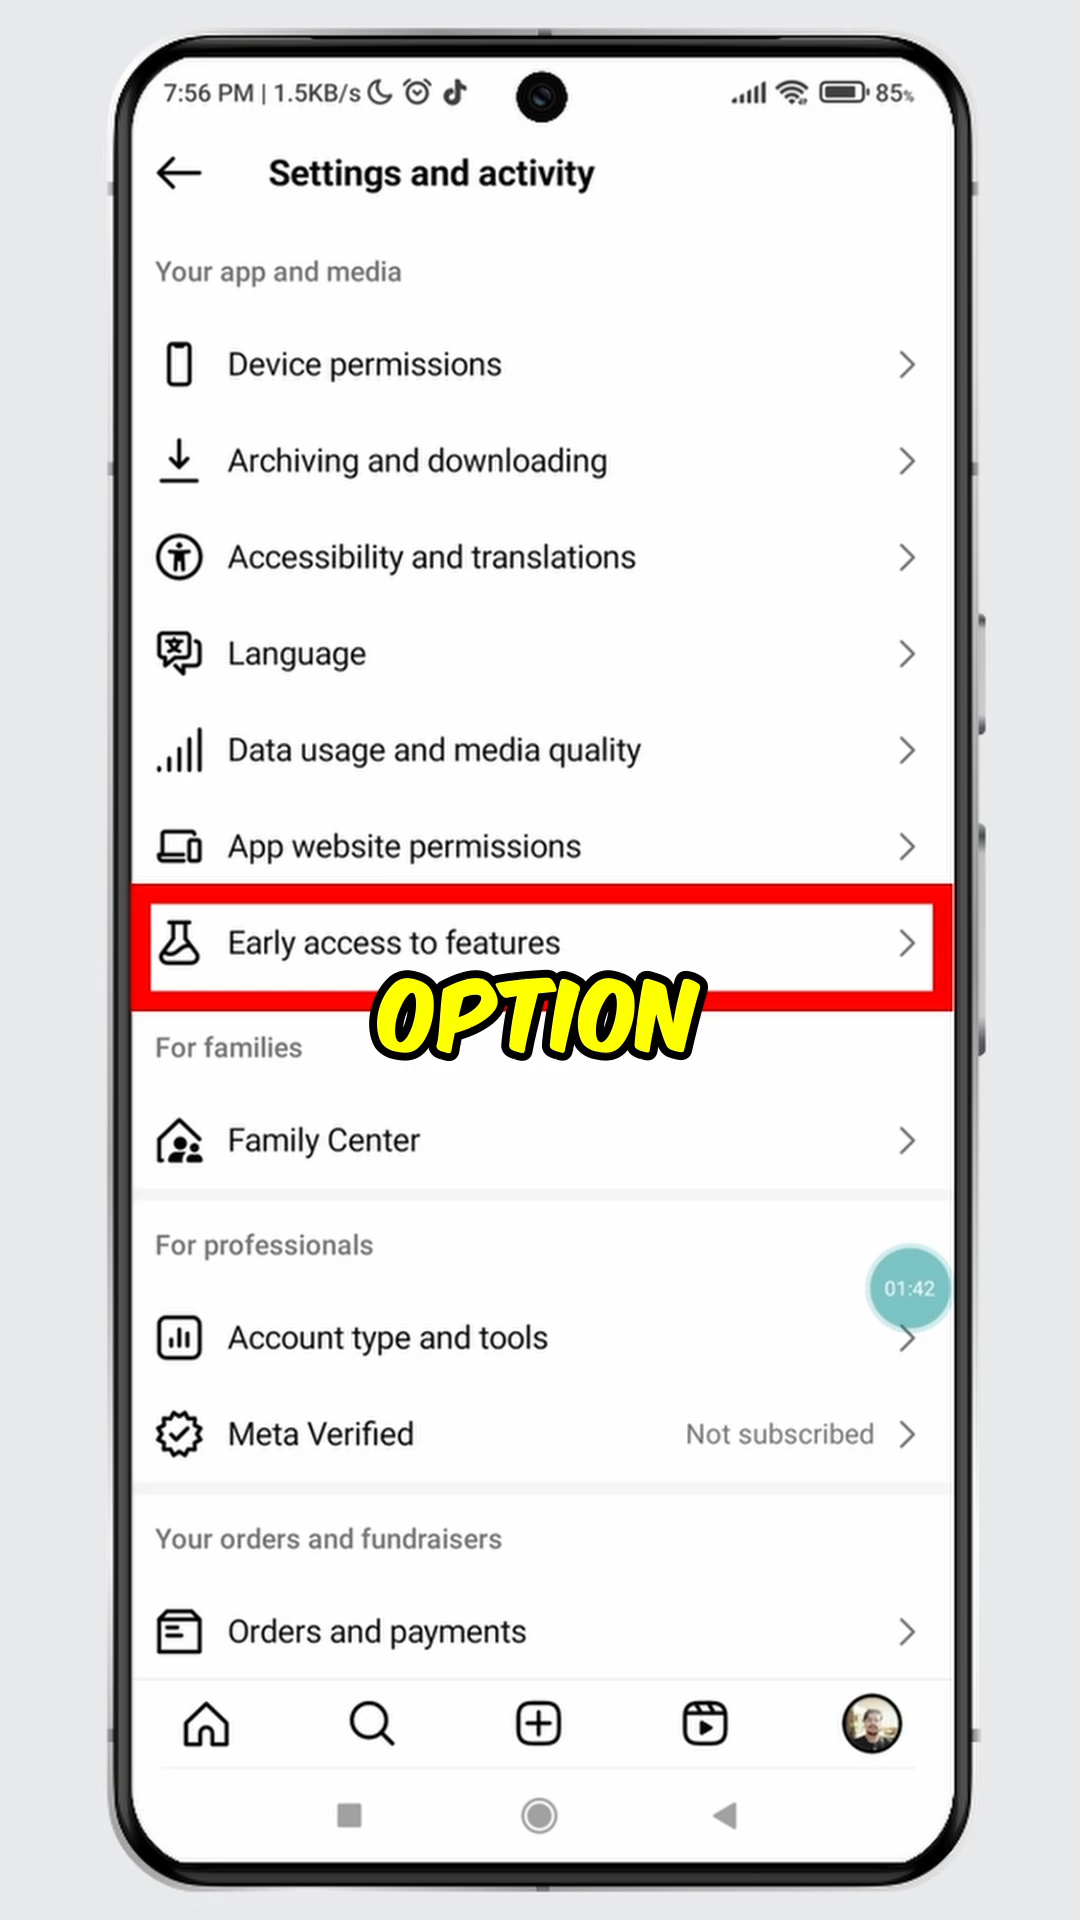 7:56 PM | 1.5KB/s 85%
Settings and activity
Your app and media
Device permissions
Archiving and downloading
Accessibility and translations
Language
Data usage and media quality
App website permissions
Early access to features
OPTION
For families
Family Center
For professionals
01:42
Account type and tools
Meta Verified Not subscribed
Your orders and fundraisers
Orders and payments